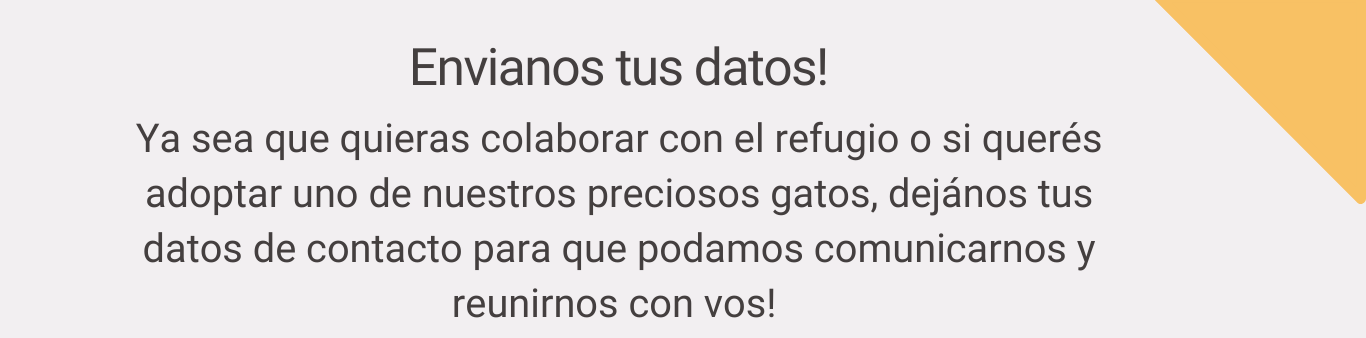 Envianos tus datos!
Ya sea que quieras colaborar con el refugio o si querés
adoptar uno de nuestros preciosos gatos, dejános tus
datos de contacto para que podamos comunicarnos y
reunirnos con vos!